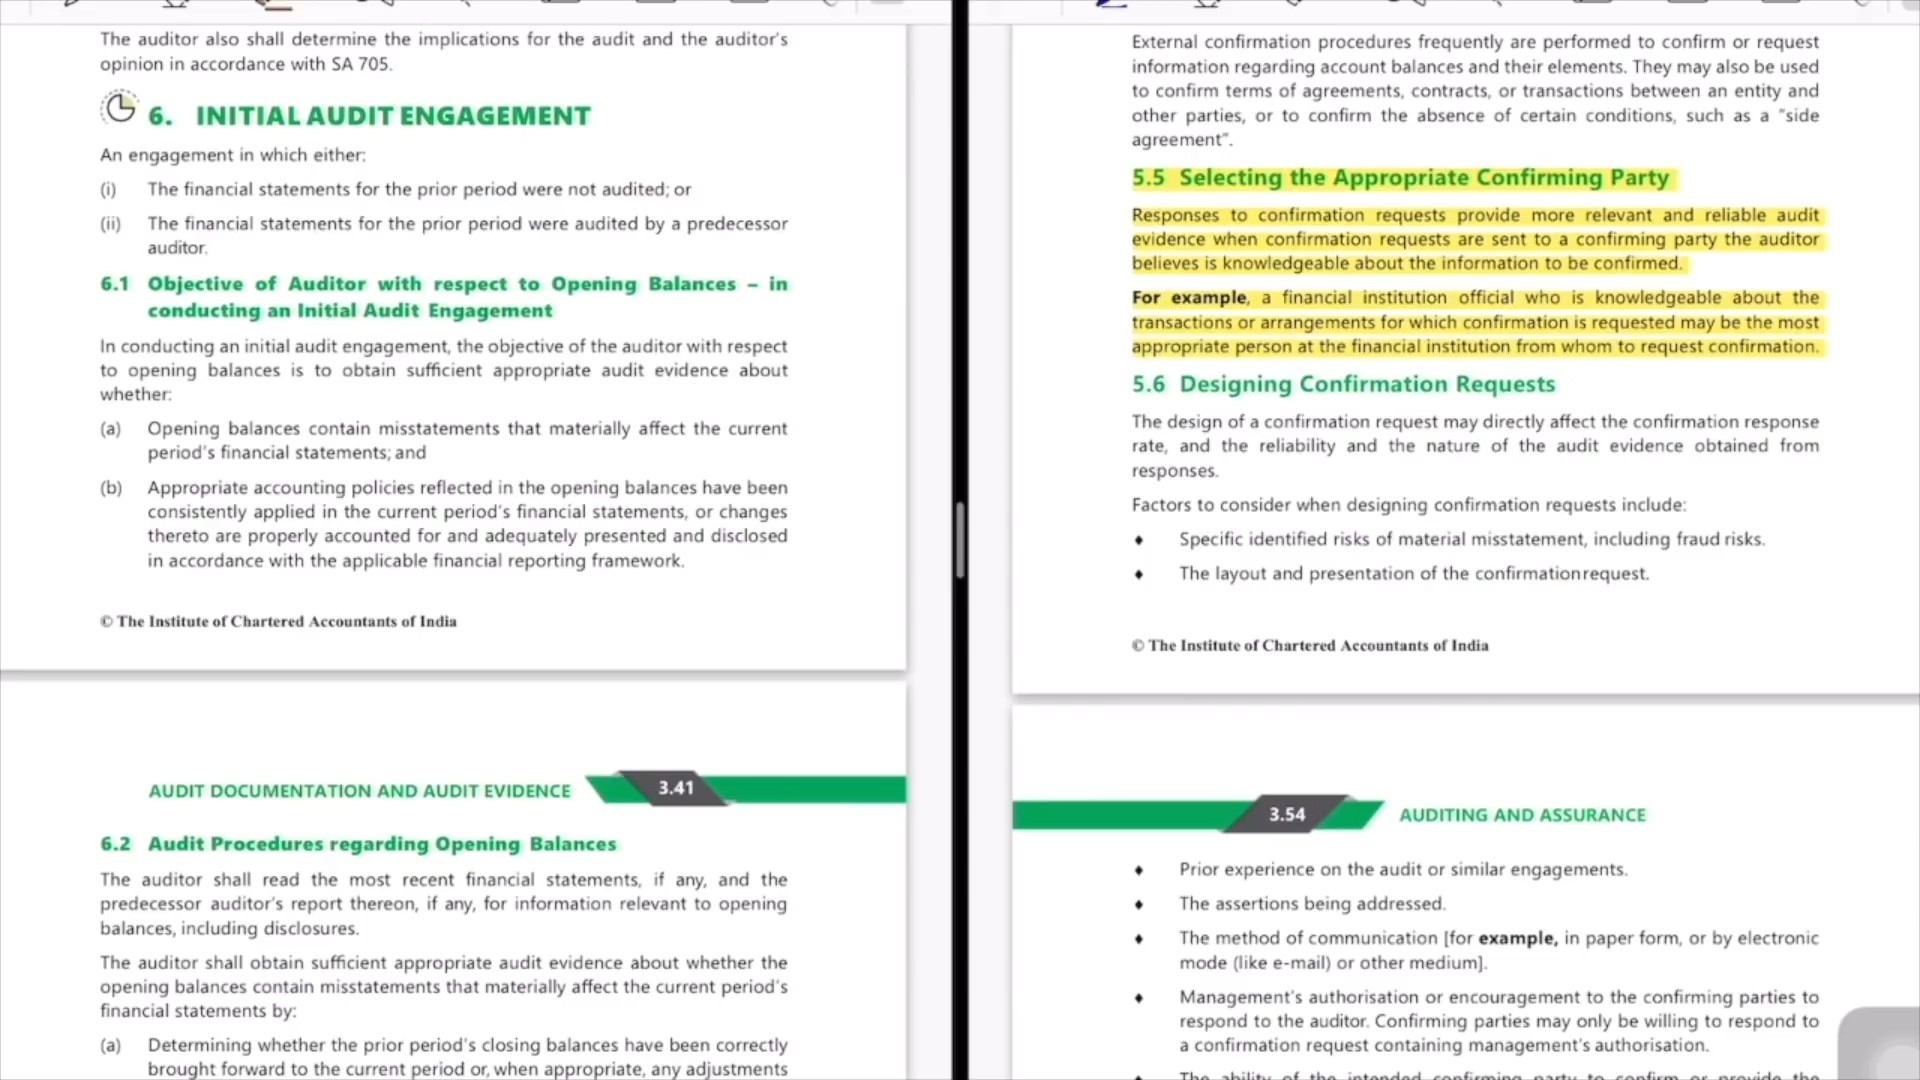 The auditor also shall determine the implications for the audit and the auditor's
opinion in accordance with SA 705.
6. INITIAL AUDIT ENGAGEMENT
An engagement in which either:
(i) The financial statements for the prior period were not audited; or
(ii) The financial statements for the prior period were audited by a predecessor
auditor.
6.1 Objective of Auditor with respect to Opening Balances – in
conducting an Initial Audit Engagement
In conducting an initial audit engagement, the objective of the auditor with respect
to opening balances is to obtain sufficient appropriate audit evidence about
whether:
(a) Opening balances contain misstatements that materially affect the current
period's financial statements; and
(b) Appropriate accounting policies reflected in the opening balances have been
consistently applied in the current period's financial statements, or changes
thereto are properly accounted for and adequately presented and disclosed
in accordance with the applicable financial reporting framework.
© The Institute of Chartered Accountants of India
AUDIT DOCUMENTATION AND AUDIT EVIDENCE 3.41
6.2 Audit Procedures regarding Opening Balances
The auditor shall read the most recent financial statements, if any, and the
predecessor auditor's report thereon, if any, for information relevant to opening
balances, including disclosures.
The auditor shall obtain sufficient appropriate audit evidence about whether the
opening balances contain misstatements that materially affect the current period's
financial statements by:
(a) Determining whether the prior period's closing balances have been correctly
brought forward to the current period or, when appropriate, any adjustments
External confirmation procedures frequently are performed to confirm or request
information regarding account balances and their elements. They may also be used
to confirm terms of agreements, contracts, or transactions between an entity and
other parties, or to confirm the absence of certain conditions, such as a "side
agreement".
5.5 Selecting the Appropriate Confirming Party
Responses to confirmation requests provide more relevant and reliable audit
evidence when confirmation requests are sent to a confirming party the auditor
believes is knowledgeable about the information to be confirmed.
For example, a financial institution official who is knowledgeable about the
transactions or arrangements for which confirmation is requested may be the most
appropriate person at the financial institution from whom to request confirmation.
5.6 Designing Confirmation Requests
The design of a confirmation request may directly affect the confirmation response
rate, and the reliability and the nature of the audit evidence obtained from
responses.
Factors to consider when designing confirmation requests include:
♦ Specific identified risks of material misstatement, including fraud risks.
♦ The layout and presentation of the confirmation request.
© The Institute of Chartered Accountants of India
3.54 AUDITING AND ASSURANCE
♦ Prior experience on the audit or similar engagements.
♦ The assertions being addressed.
♦ The method of communication [for example, in paper form, or by electronic
mode (like e-mail) or other medium].
♦ Management's authorisation or encouragement to the confirming parties to
respond to the auditor. Confirming parties may only be willing to respond to
a confirmation request containing management's authorisation.
♦ The ability of the intended confirming party to confirm or provide the